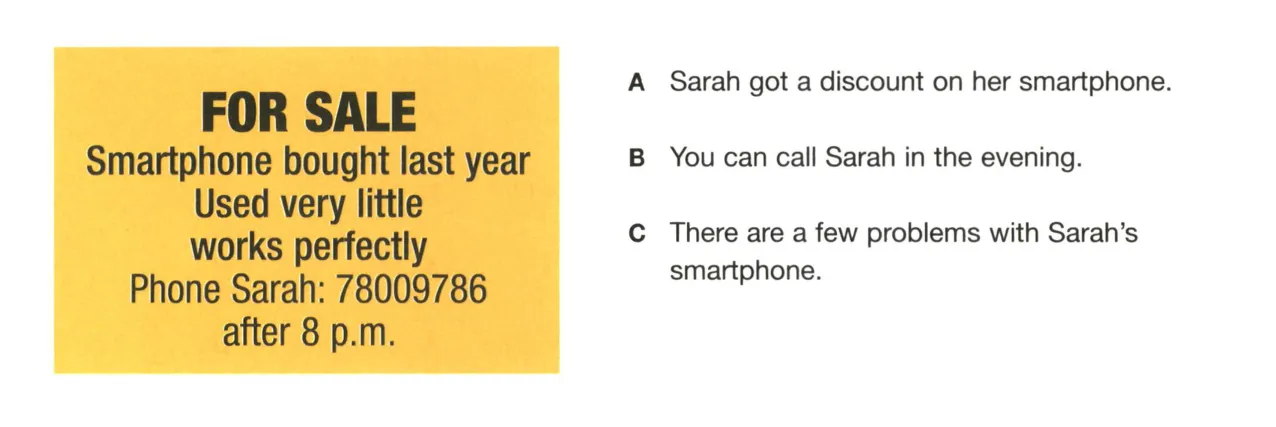 FOR SALE
Smartphone bought last year
Used very little
works perfectly
Phone Sarah: 78009786
after 8 p.m.
A Sarah got a discount on her smartphone.
B You can call Sarah in the evening.
C There are a few problems with Sarah's
smartphone.